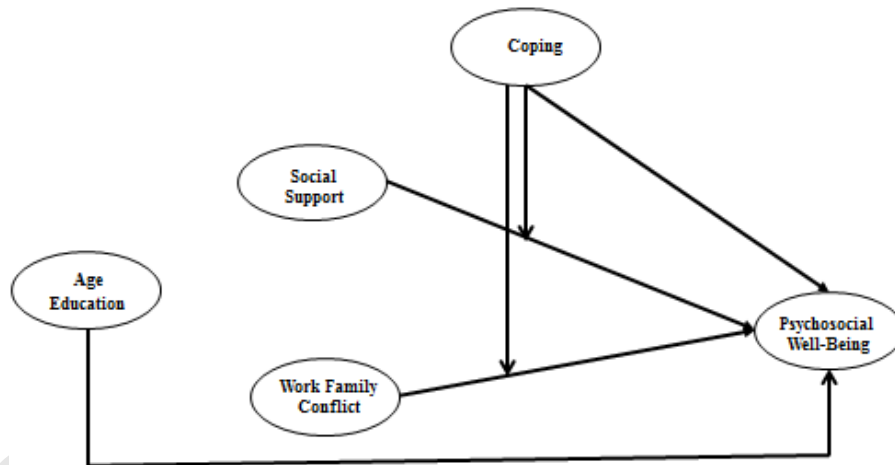 Coping
Social
Support
Age
Education
Psychosocial
Well-Being
Work Family
Conflict